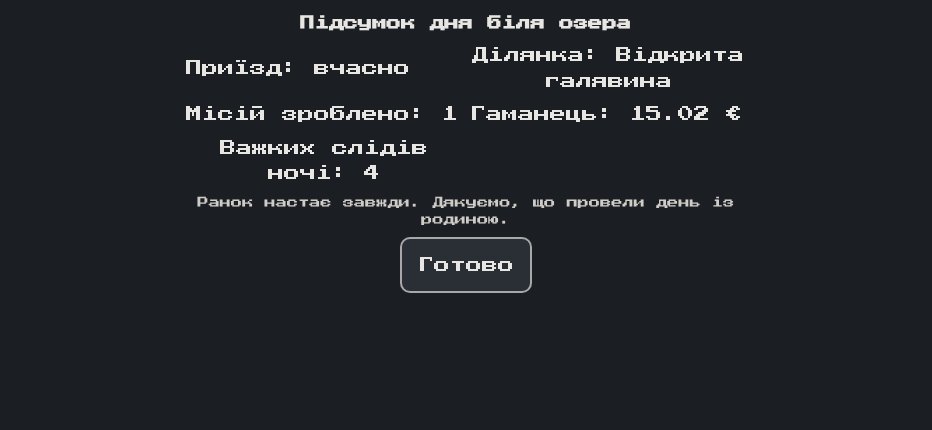 Підсумок дня біля озера
Приїзд: вчасно
Ділянка: Відкрита
галявина
Місій зроблено: 1
Гаманець: 15.02 €
Важких слідів
ночі: 4
Ранок настає завжди. Дякуємо, що провели день із
родиною.
Готово